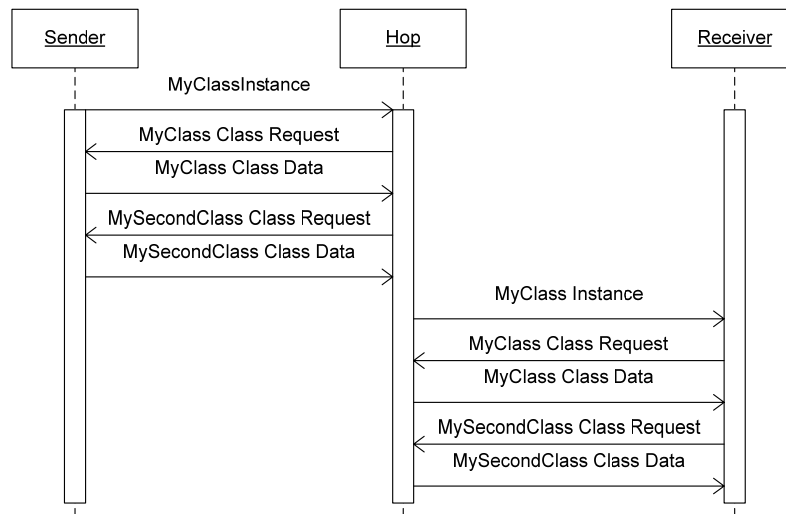 Sender
Hop
Receiver
MyClassInstance
MyClass Class Request
MyClass Class Data
MySecondClass Class Request
MySecondClass Class Data
MyClass Instance
MyClass Class Request
MyClass Class Data
MySecondClass Class Request
MySecondClass Class Data